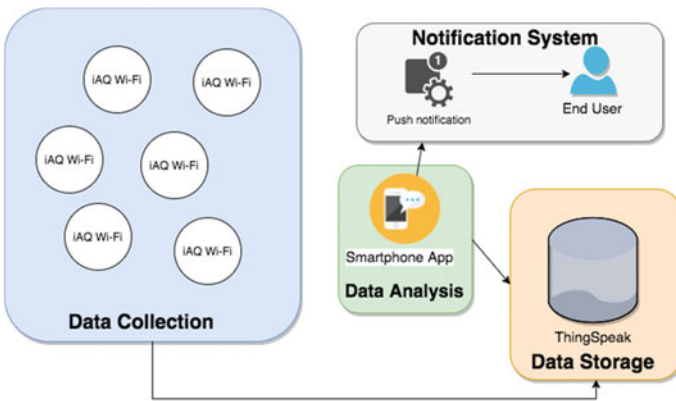 iAQ Wi-Fi
iAQ Wi-Fi
iAQ Wi-Fi
iAQ Wi-Fi
iAQ Wi-Fi
iAQ Wi-Fi
Data Collection
Notification System
1
Push notification
End User
Smartphone App
Data Analysis
ThingSpeak
Data Storage